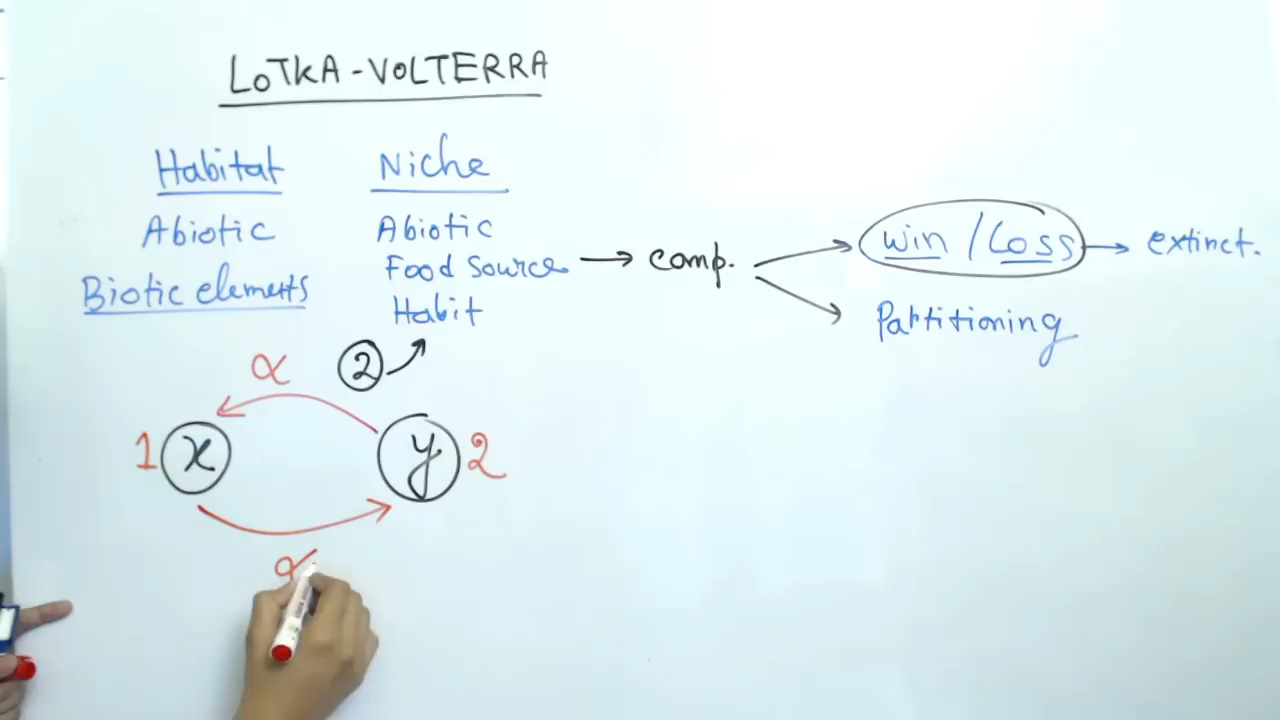 LOTKA-VOLTERRA
Habitat
Abiotic
Biotic elements
Niche
Abiotic
Food Source → comp.
Habit
win / Loss → extinct.
Partitioning
α
2
1 x
y 2
α